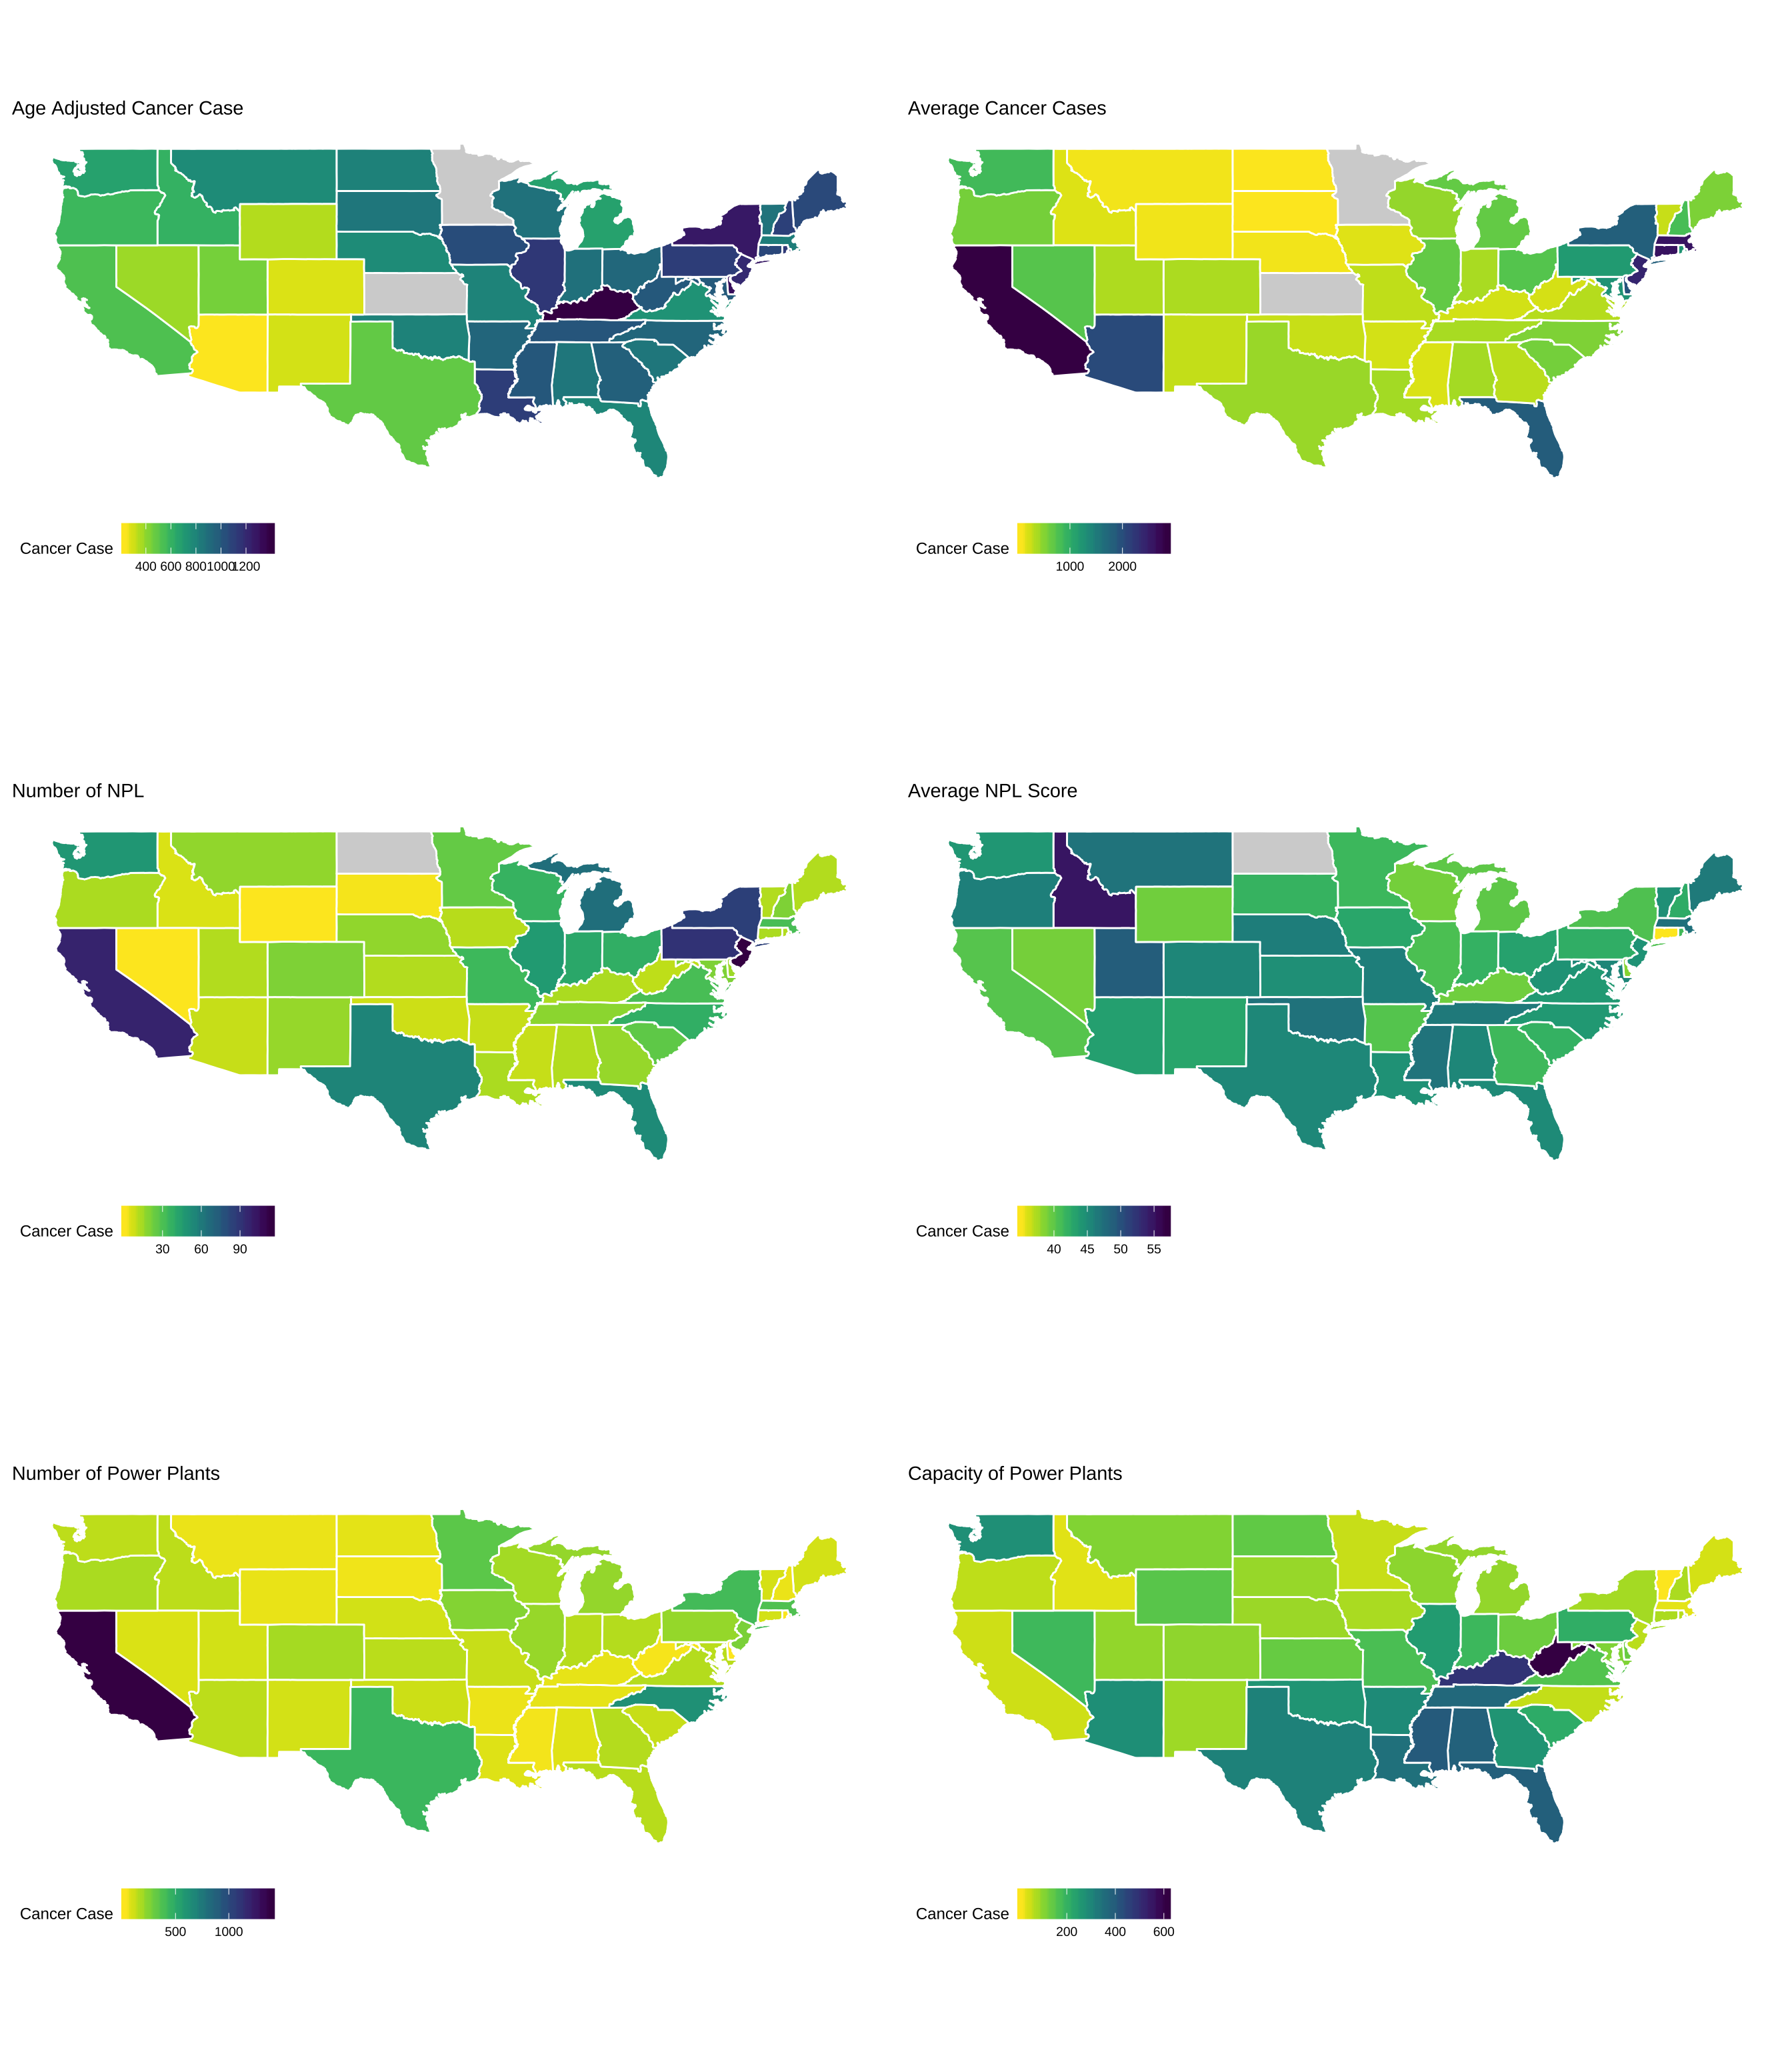 Age Adjusted Cancer Case
Average Cancer Cases
Cancer Case
400 600 800 1000 1200
Cancer Case
1000 2000
Number of NPL
Average NPL Score
Cancer Case
30 60 90
Cancer Case
40 45 50 55
Number of Power Plants
Capacity of Power Plants
Cancer Case
500 1000
Cancer Case
200 400 600